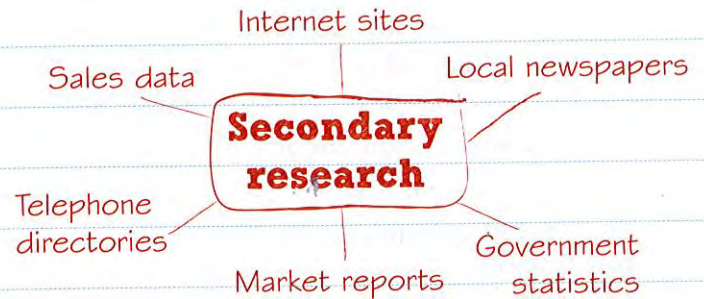 Internet sites
Sales data
Local newspapers
Secondary
research
Telephone
directories
Government
statistics
Market reports